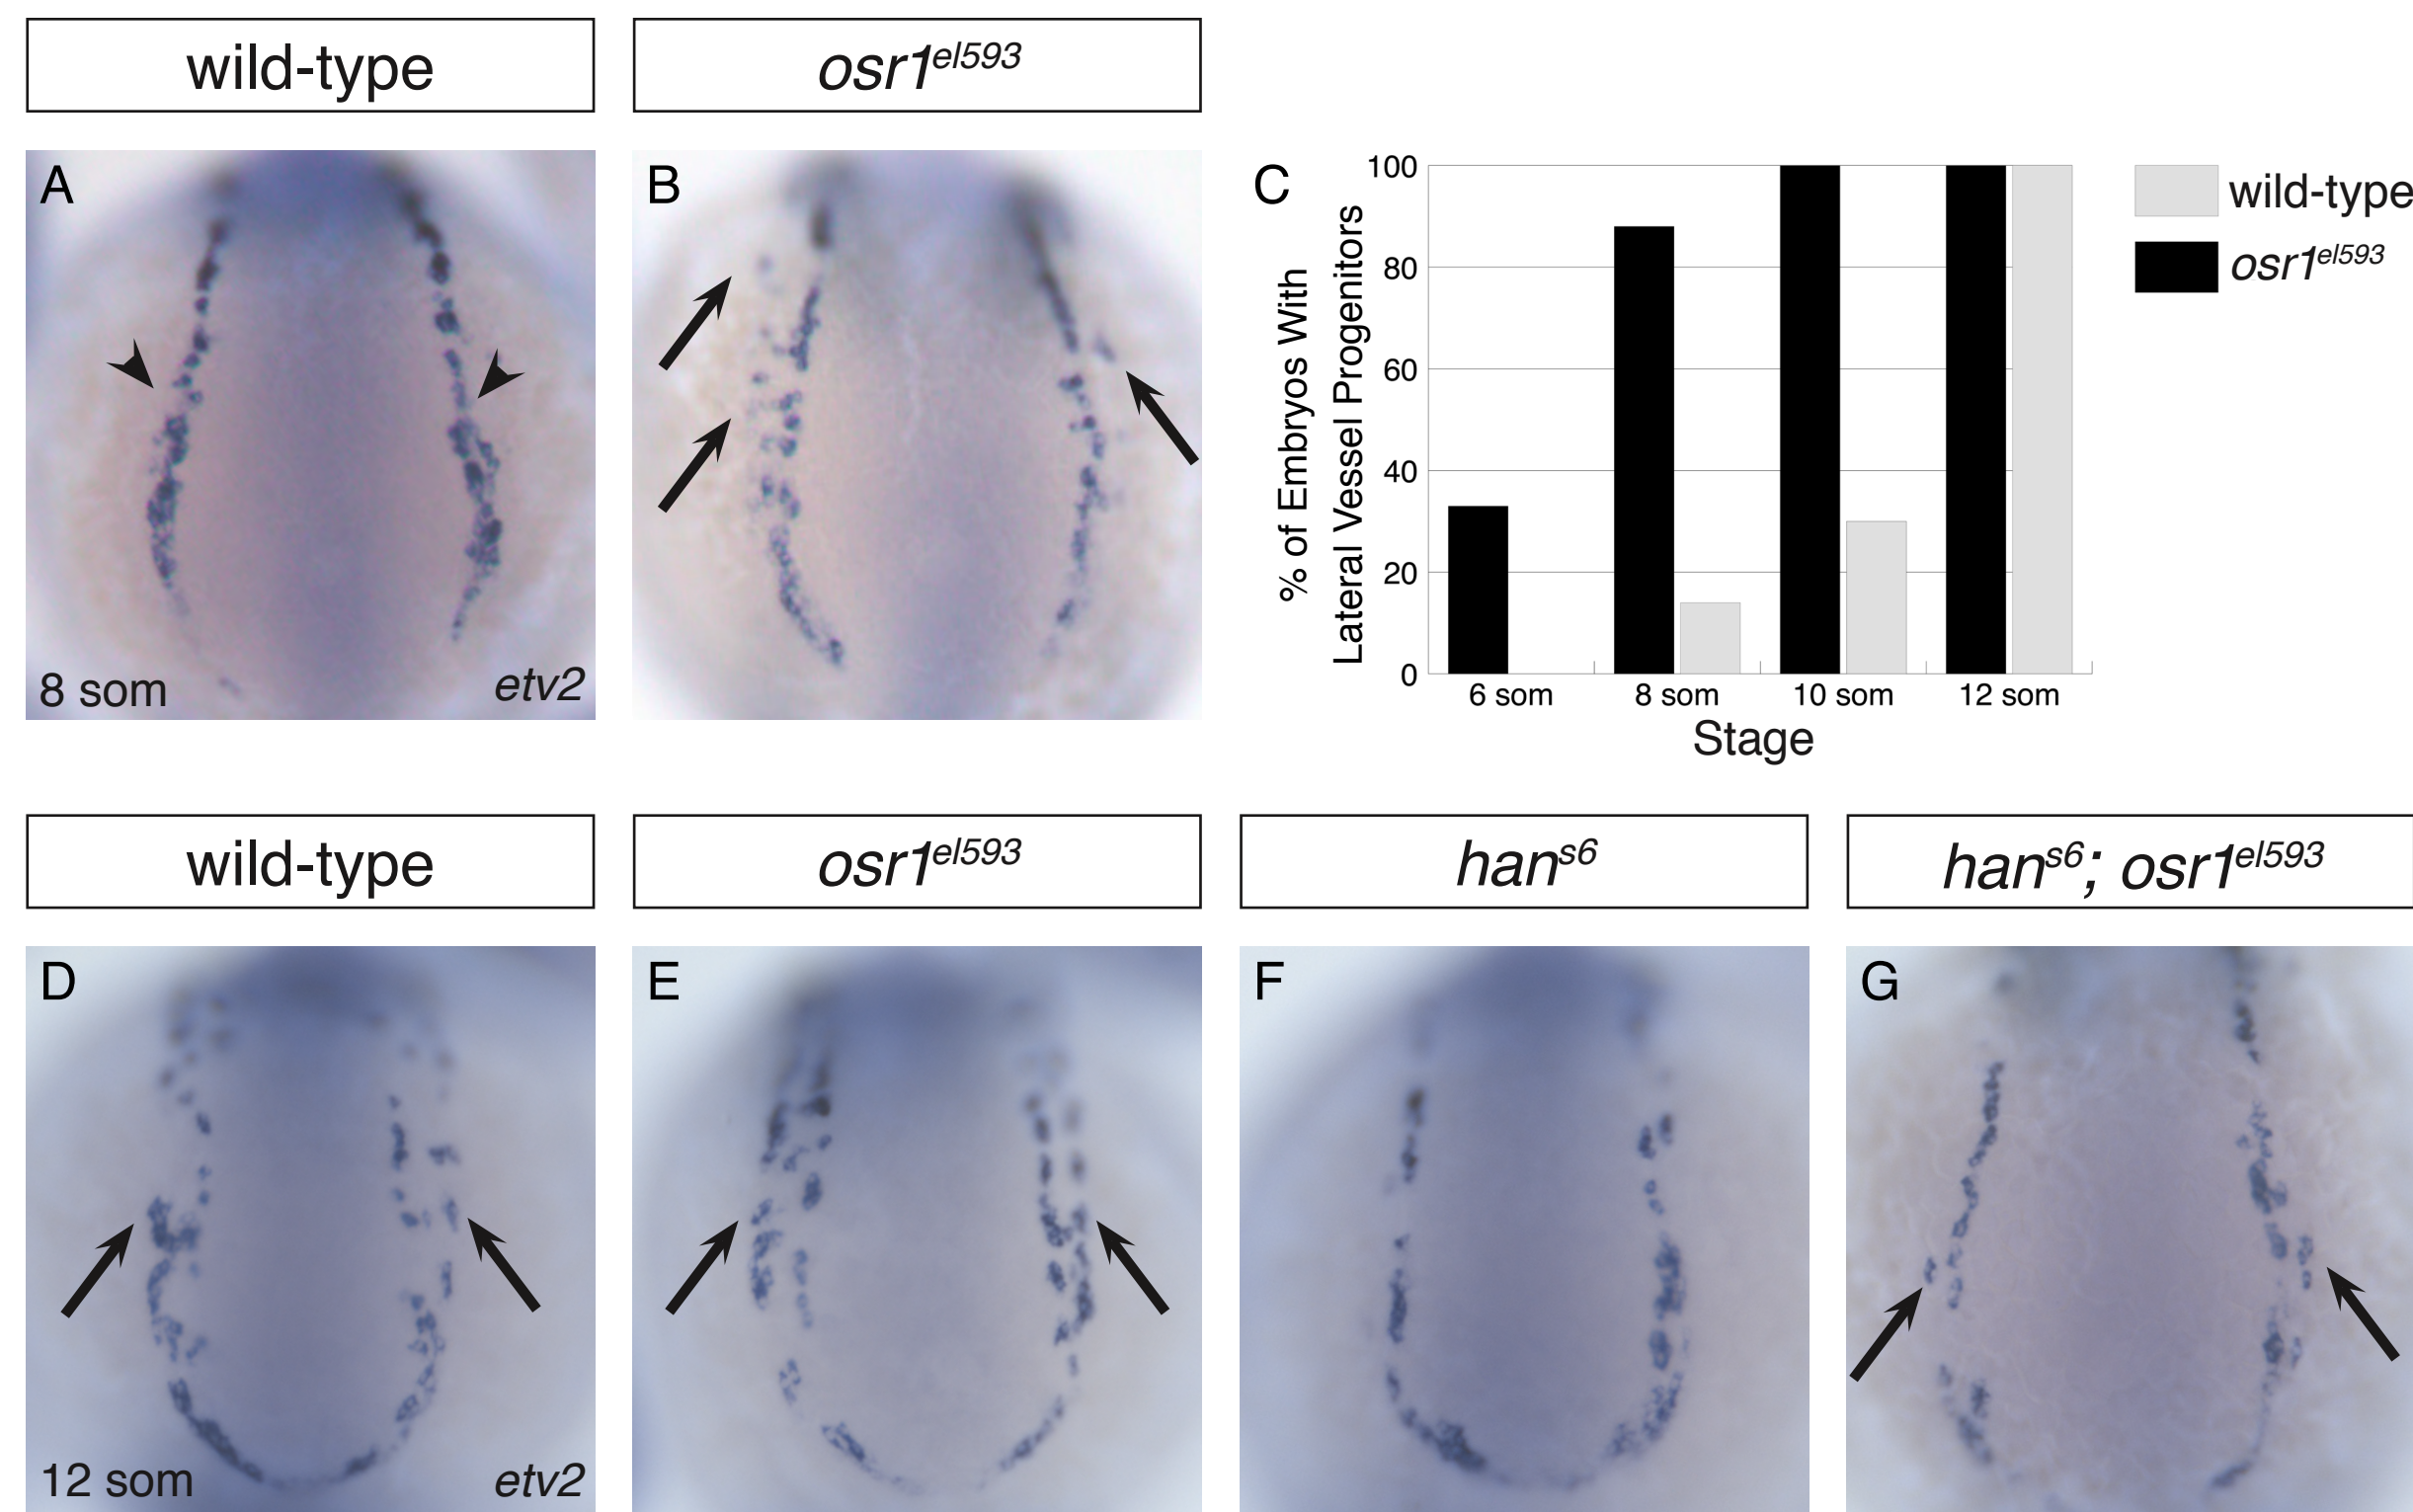 wild-type
osr1el593
A
8 som
etv2
B
C
% of Embryos With
Lateral Vessel Progenitors
100
80
60
40
20
0
6 som
8 som
10 som
12 som
Stage
wild-type
osr1el593
wild-type
osr1el593
hans6
hans6; osr1el593
D
12 som
etv2
E
F
G